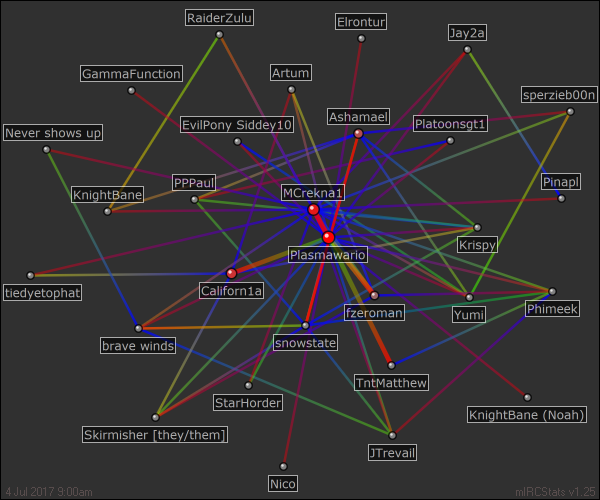 RaiderZulu
Elrontur
Jay2a
GammaFunction
Artum
sperzieb00n
Ashamael
EvilPony Siddey10
Platoonsgt1
Never shows up
PPPaul
Pinapl
KnightBane
MCrekna1
Krispy
Plasmawario
tiedyetophat
Californ1a
fzeroman
Yumi
Phimeek
brave winds
snowstate
TntMatthew
StarHorder
KnightBane (Noah)
Skirmisher [they/them]
JTrevail
Nico
4 Jul 2017 9:00am
mIRCStats v1.25